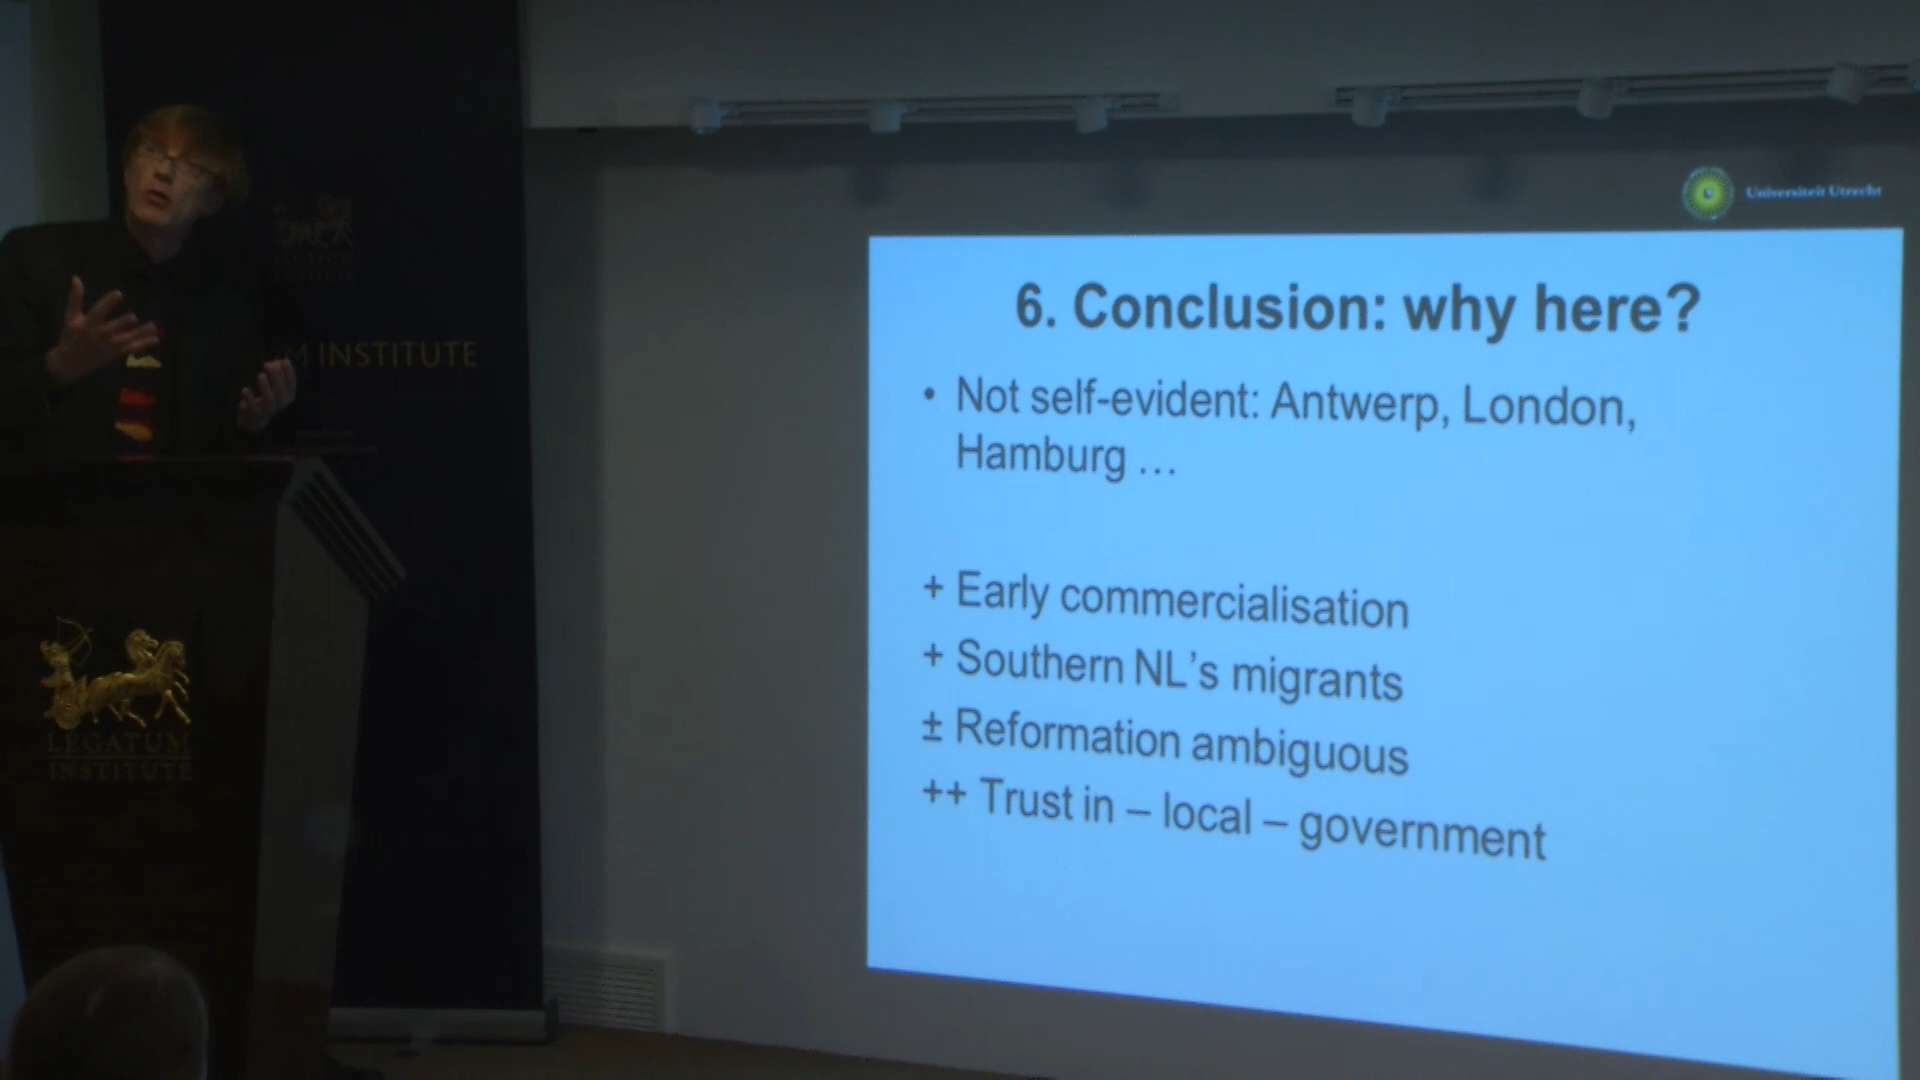 Universiteit Utrecht
6. Conclusion: why here?
• Not self-evident: Antwerp, London,
Hamburg …
+ Early commercialisation
+ Southern NL's migrants
± Reformation ambiguous
++ Trust in – local – government
M INSTITUTE
LEGATUM
INSTITUTE